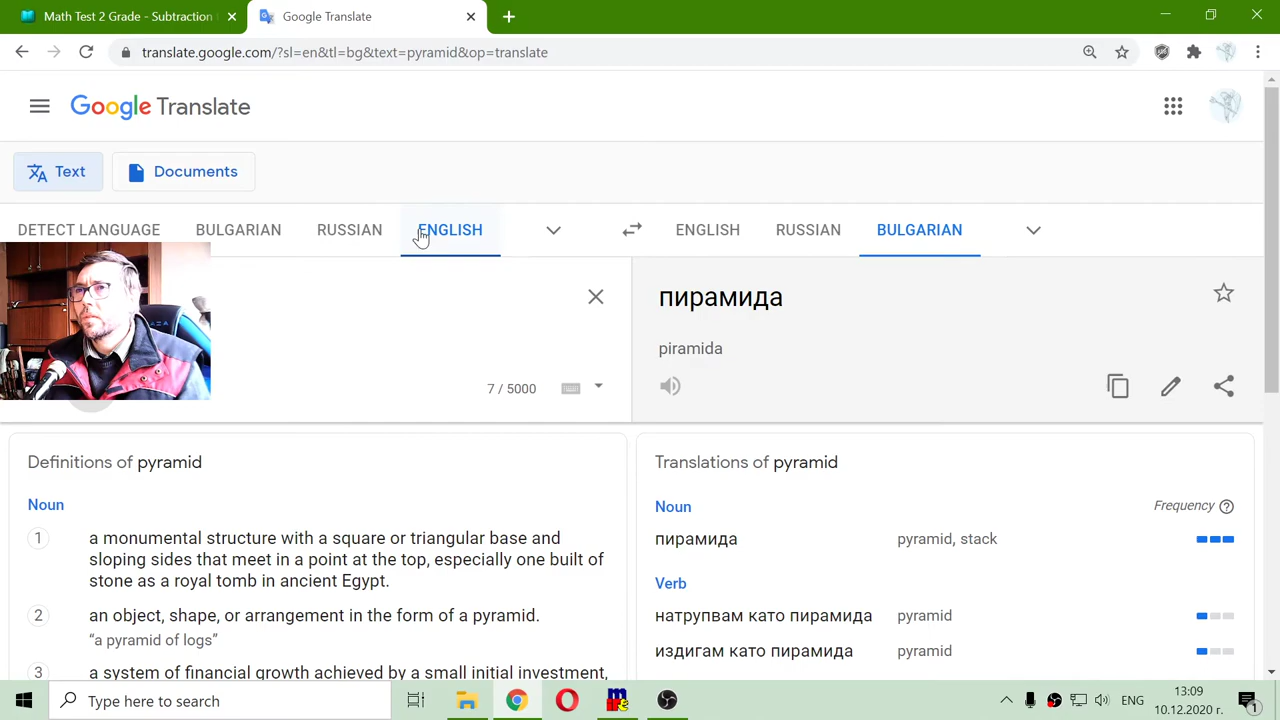 Math Test 2 Grade - Subtraction
Google Translate
translate.google.com/?sl=en&tl=bg&text=pyramid&op=translate
Google Translate
Text
Documents
DETECT LANGUAGE BULGARIAN RUSSIAN ENGLISH
ENGLISH RUSSIAN BULGARIAN
пирамида
piramida
7 / 5000
Definitions of pyramid
Noun
1 a monumental structure with a square or triangular base and
sloping sides that meet in a point at the top, especially one built of
stone as a royal tomb in ancient Egypt.
2 an object, shape, or arrangement in the form of a pyramid.
“a pyramid of logs”
3 a system of financial growth achieved by a small initial investment,
Translations of pyramid
Noun Frequency
пирамида pyramid, stack
Verb
натрупвам като пирамида pyramid
издигам като пирамида pyramid
Type here to search
ЕНГ
13:09
10.12.2020 г.
1